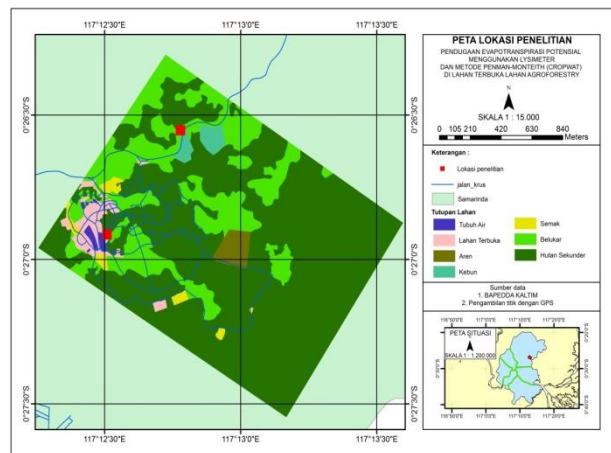 117°12'30"E 117°13'0"E 117°13'30"E
0°26'30"S 0°26'30"S
0°27'0"S 0°27'0"S
0°27'30"S 0°27'30"S
117°12'30"E 117°13'0"E 117°13'30"E
PETA LOKASI PENELITIAN
PENDUGAAN EVAPOTRANSPIRASI POTENSIAL
MENGGUNAKAN LYSIMETER
DAN METODE PENMAN-MONTEITH (CROPWAT)
DI LAHAN TERBUKA LAHAN AGROFORESTRY
N
SKALA 1 : 15.000
0 105 210 420 630 840
Meters
Keterangan :
Lokasi penelitian
jalan_krus
Samarinda
Tutupan Lahan
Tubuh Air
Lahan Terbuka
Aren
Kebun
Semak
Belukar
Hutan Sekunder
Sumber data
1. BAPEDDA KALTIM
2. Pengambilan titik dengan GPS
PETA SITUASI
SKALA 1 : 1.200.000